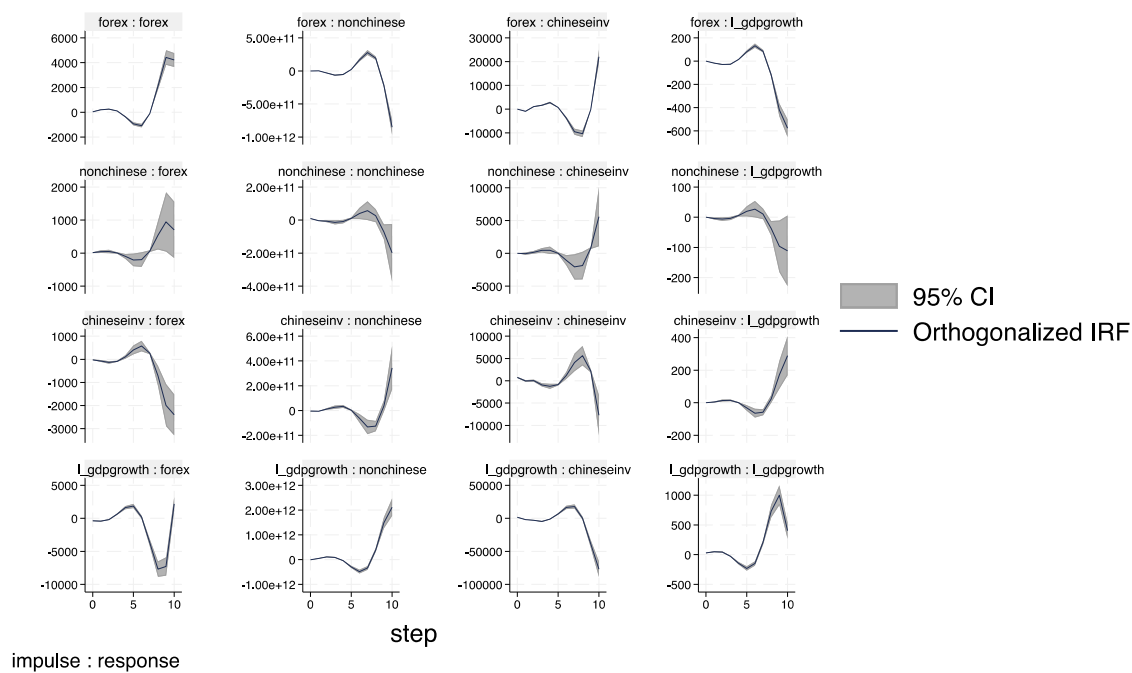 forex : forex
forex : nonchinese
forex : chineseinv
forex : l_gdpgrowth
6000
4000
2000
0
-2000
5.00e+11
0
-5.00e+11
-1.00e+12
30000
20000
10000
0
-10000
200
0
-200
-400
-600
nonchinese : forex
nonchinese : nonchinese
nonchinese : chineseinv
nonchinese : l_gdpgrowth
2000
1000
0
-1000
2.00e+11
0
-2.00e+11
-4.00e+11
10000
5000
0
-5000
100
0
-100
-200
95% CI
Orthogonalized IRF
chineseinv : forex
chineseinv : nonchinese
chineseinv : chineseinv
chineseinv : l_gdpgrowth
1000
0
-1000
-2000
-3000
6.00e+11
4.00e+11
2.00e+11
0
-2.00e+11
10000
5000
0
-5000
-10000
400
200
0
-200
l_gdpgrowth : forex
l_gdpgrowth : nonchinese
l_gdpgrowth : chineseinv
l_gdpgrowth : l_gdpgrowth
5000
0
-5000
-10000
3.00e+12
2.00e+12
1.00e+12
0
-1.00e+12
50000
0
-50000
-100000
1000
500
0
-500
0 5 10
0 5 10
0 5 10
0 5 10
step
impulse : response